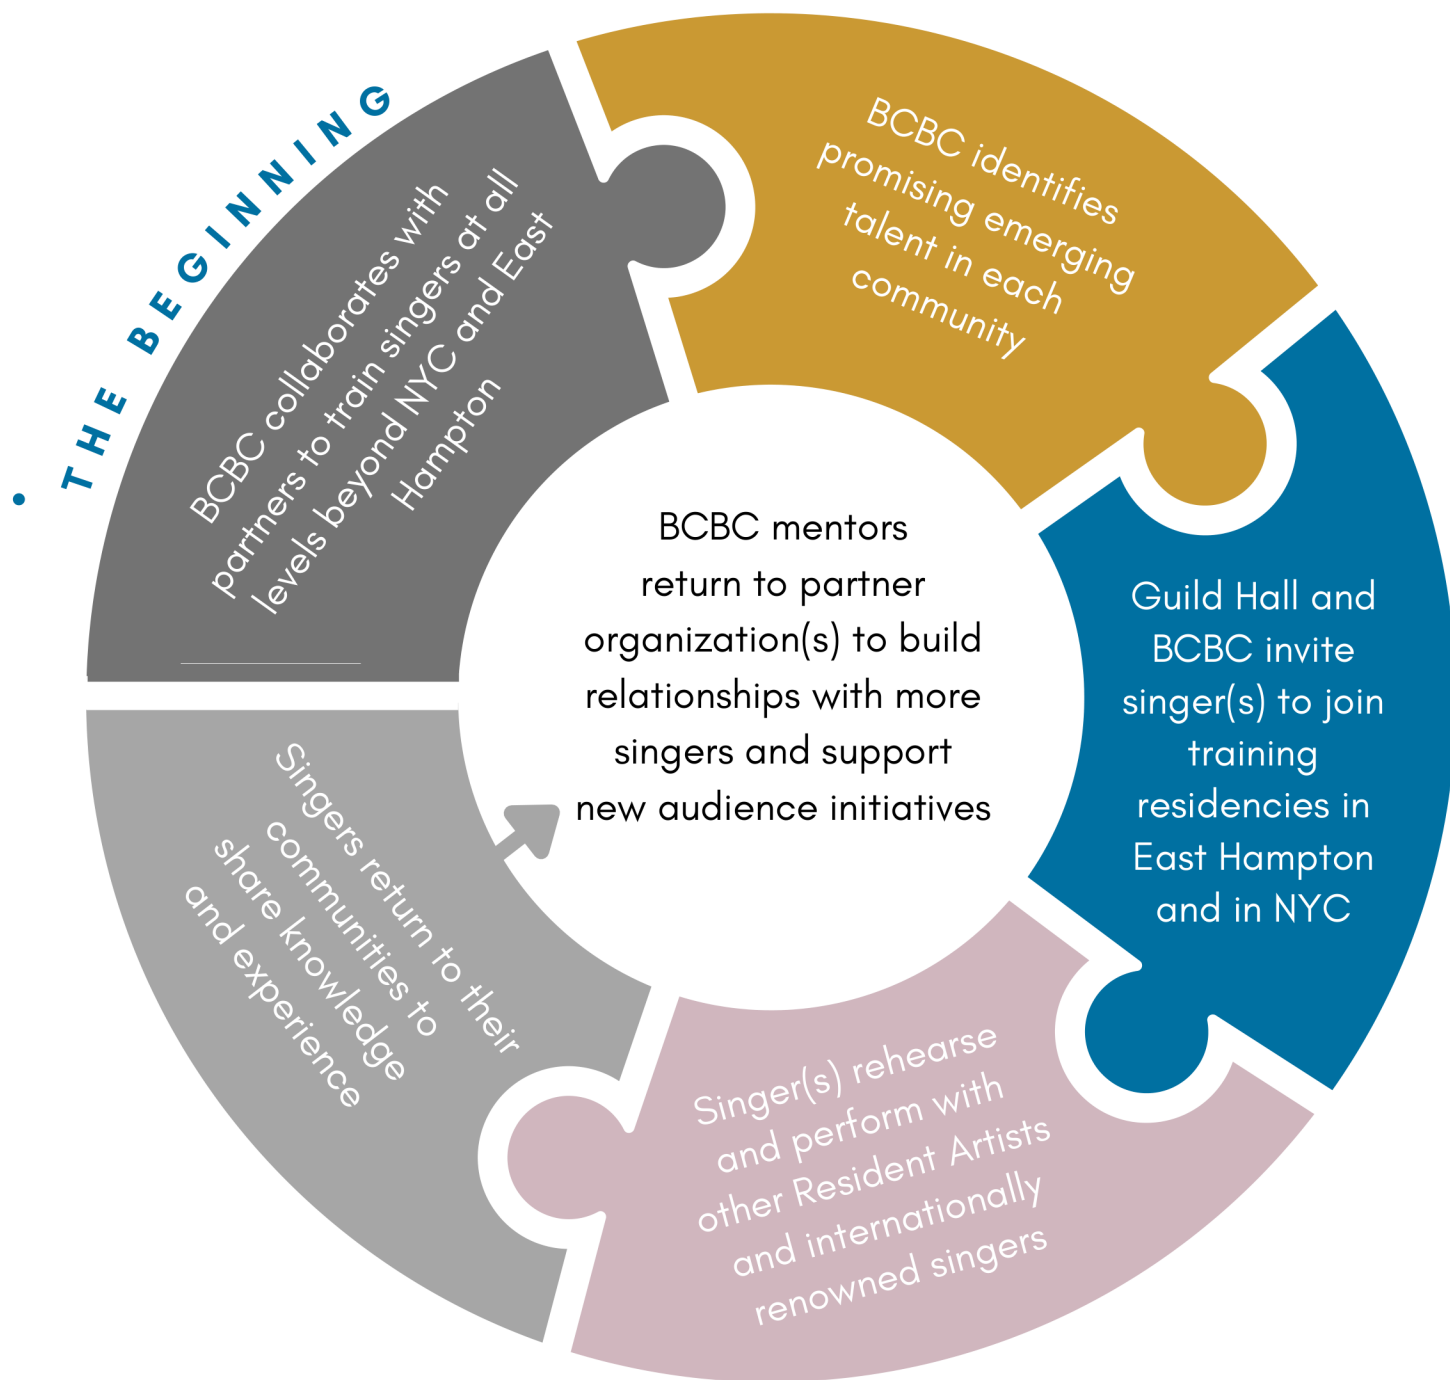 THE BEGINNING
BCBC collaborates with
partners to train singers at all
levels beyond NYC and East
Hampton
BCBC identifies
promising emerging
talent in each
community
Guild Hall and
BCBC invite
singer(s) to join
training
residencies in
East Hampton
and in NYC
Singer(s) rehearse
and perform with
other Resident Artists
and internationally
renowned singers
Singers return to their
communities to
share knowledge
and experience
BCBC mentors
return to partner
organization(s) to build
relationships with more
singers and support
new audience initiatives